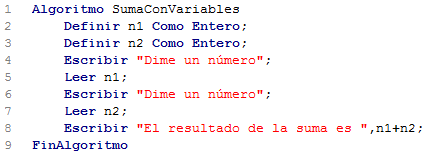 1 Algoritmo SumaConVariables
2 Definir n1 Como Entero;
3 Definir n2 Como Entero;
4 Escribir "Dime un número";
5 Leer n1;
6 Escribir "Dime un número";
7 Leer n2;
8 Escribir "El resultado de la suma es ",n1+n2;
9 FinAlgoritmo